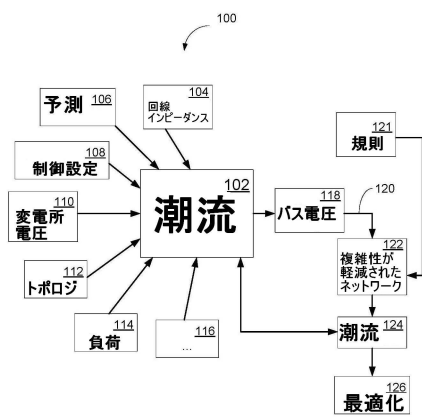 100
予測
106
104
回線
インピーダンス
121
規則
108
制御設定
102
潮流
110
変電所
電圧
118
バス電圧
120
112
トポロジ
122
複雑性が
軽減された
ネットワーク
114
負荷
116
...
潮流
124
126
最適化